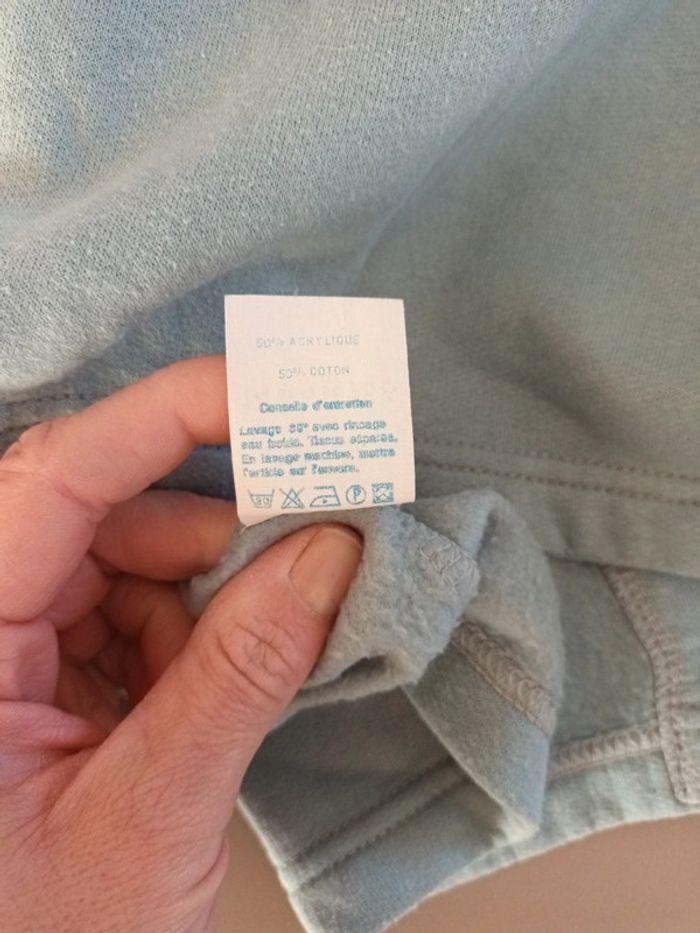 50% ACRYLIQUE
50% COTON
Conseils d'entretien
Lavage 30° avec rinçage
eau froide. Tissus séparés.
En lavage machine, mettre
l'article sur l'envers.
30
P